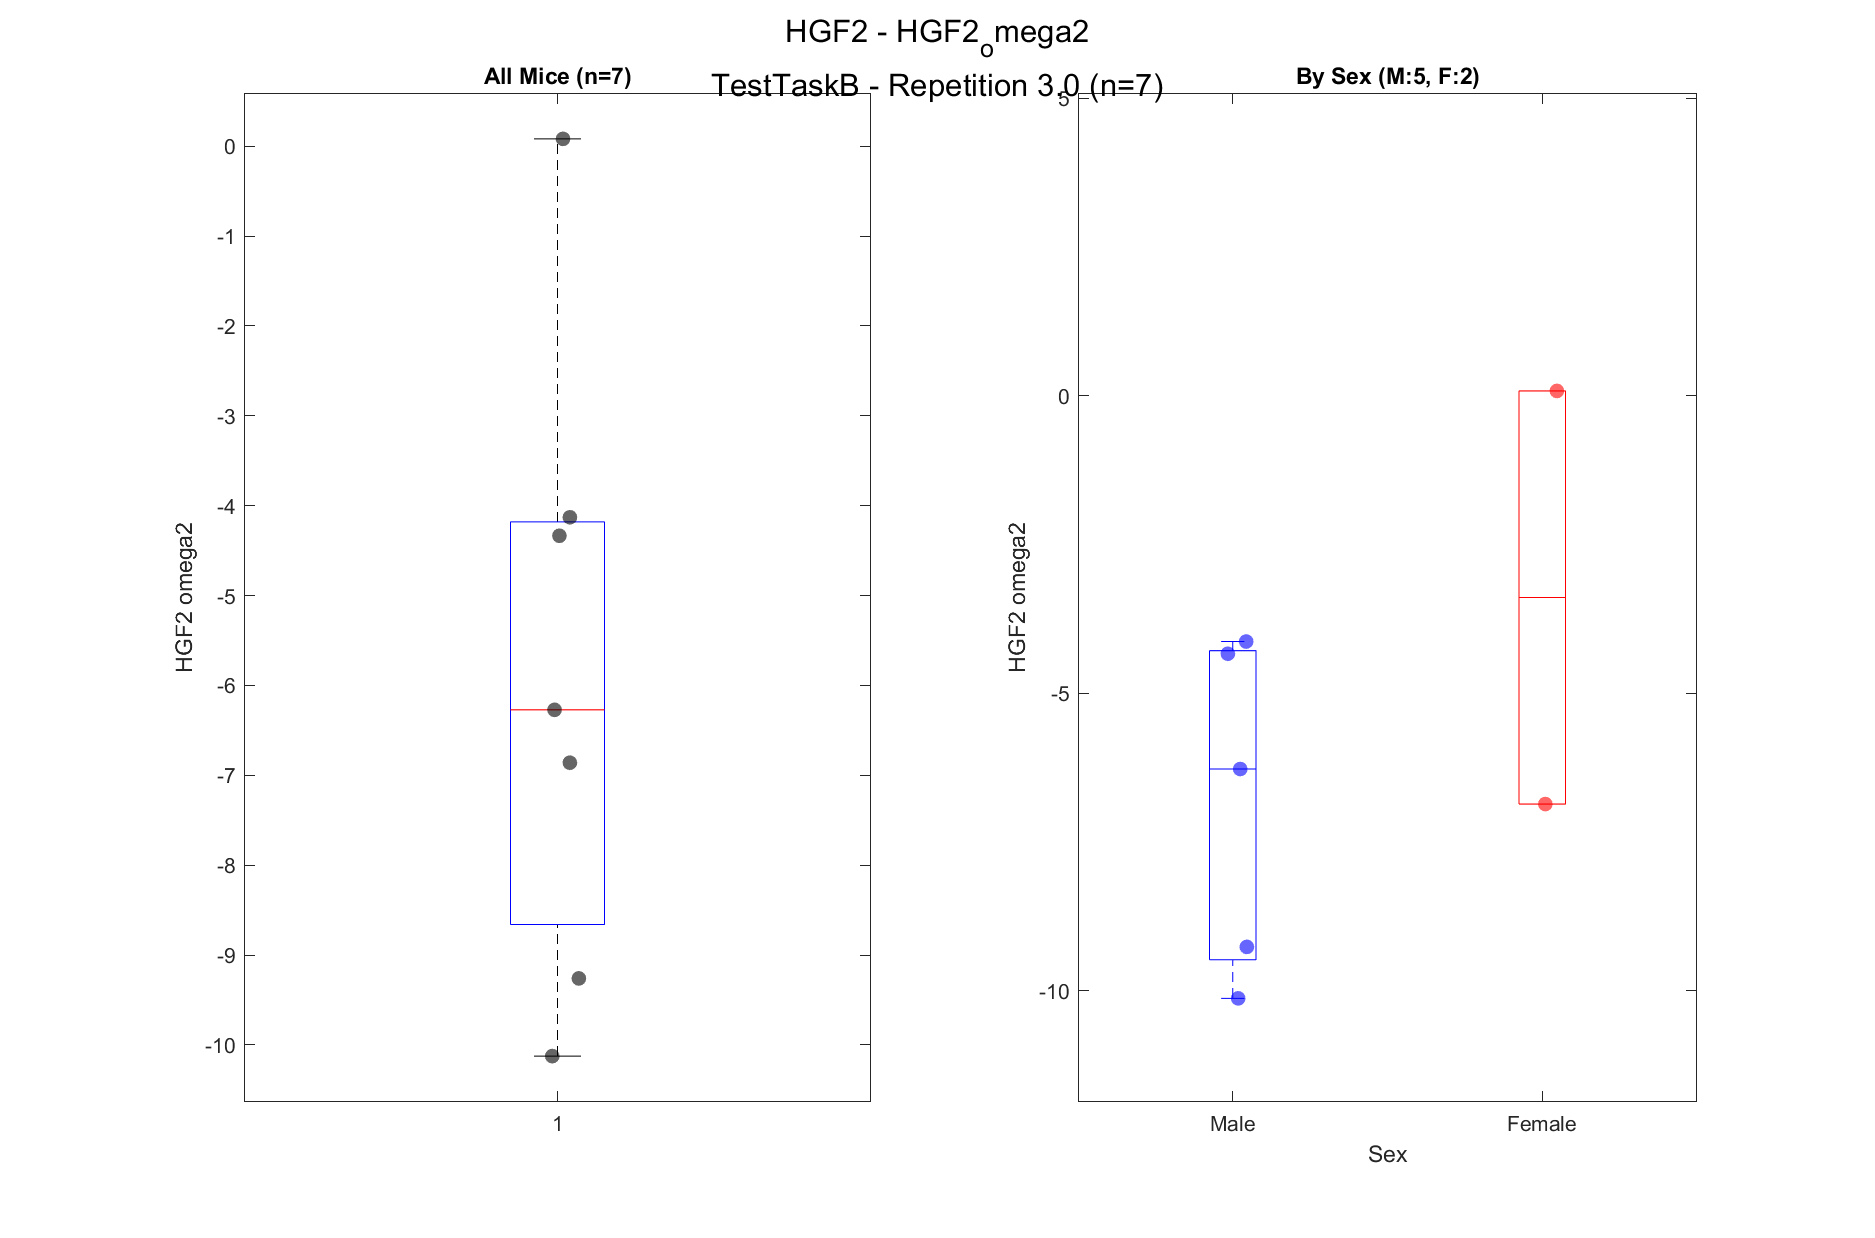 HGF2 - HGF2omega2
TestTaskB - Repetition 3.0 (n=7)
All Mice (n=7)
HGF2 omega2
0
-1
-2
-3
-4
-5
-6
-7
-8
-9
-10
1
By Sex (M:5, F:2)
HGF2 omega2
5
0
-5
-10
Male Female
Sex